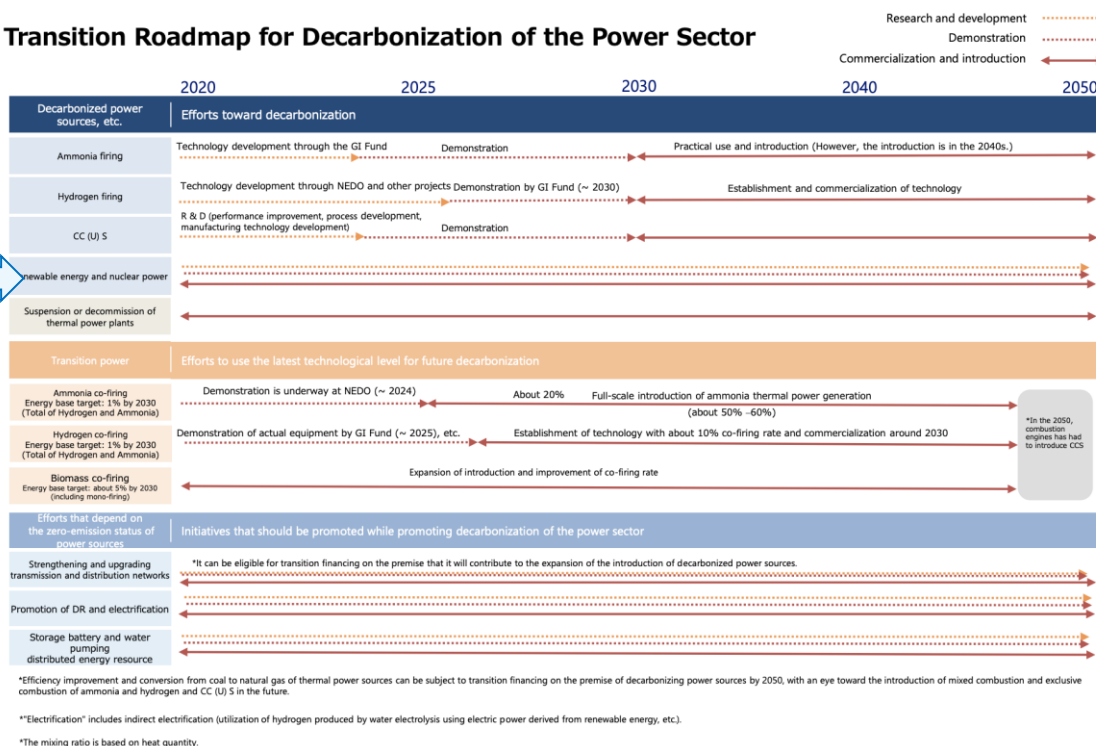 Transition Roadmap for Decarbonization of the Power Sector
Research and development
Demonstration
Commercialization and introduction
2020 2025 2030 2040 2050
Decarbonized power
sources, etc.
Efforts toward decarbonization
Ammonia firing
Technology development through the GI Fund
Demonstration
Practical use and introduction (However, the introduction is in the 2040s.)
Hydrogen firing
Technology development through NEDO and other projects
Demonstration by GI Fund (~ 2030)
Establishment and commercialization of technology
CC (U) S
R & D (performance improvement, process development,
manufacturing technology development)
Demonstration
newable energy and nuclear power
Suspension or decommission of
thermal power plants
Transition power
Efforts to use the latest technological level for future decarbonization
Ammonia co-firing
Energy base target: 1% by 2030
(Total of Hydrogen and Ammonia)
Demonstration is underway at NEDO (~ 2024)
About 20%
Full-scale introduction of ammonia thermal power generation
(about 50% –60%)
Hydrogen co-firing
Energy base target: 1% by 2030
(Total of Hydrogen and Ammonia)
Demonstration of actual equipment by GI Fund (~ 2025), etc.
Establishment of technology with about 10% co-firing rate and commercialization around 2030
*In the 2050,
combustion
engines has had
to introduce CCS
Biomass co-firing
Energy base target: about 5% by 2030
(including mono-firing)
Expansion of introduction and improvement of co-firing rate
Efforts that depend on
the zero-emission status of
power sources
Initiatives that should be promoted while promoting decarbonization of the power sector
Strengthening and upgrading
transmission and distribution networks
*It can be eligible for transition financing on the premise that it will contribute to the expansion of the introduction of decarbonized power sources.
Promotion of DR and electrification
Storage battery and water
pumping
distributed energy resource
*Efficiency improvement and conversion from coal to natural gas of thermal power sources can be subject to transition financing on the premise of decarbonizing power sources by 2050, with an eye toward the introduction of mixed combustion and exclusive
combustion of ammonia and hydrogen and CC (U) S in the future.
*"Electrification" includes indirect electrification (utilization of hydrogen produced by water electrolysis using electric power derived from renewable energy, etc.).
*The mixing ratio is based on heat quantity.